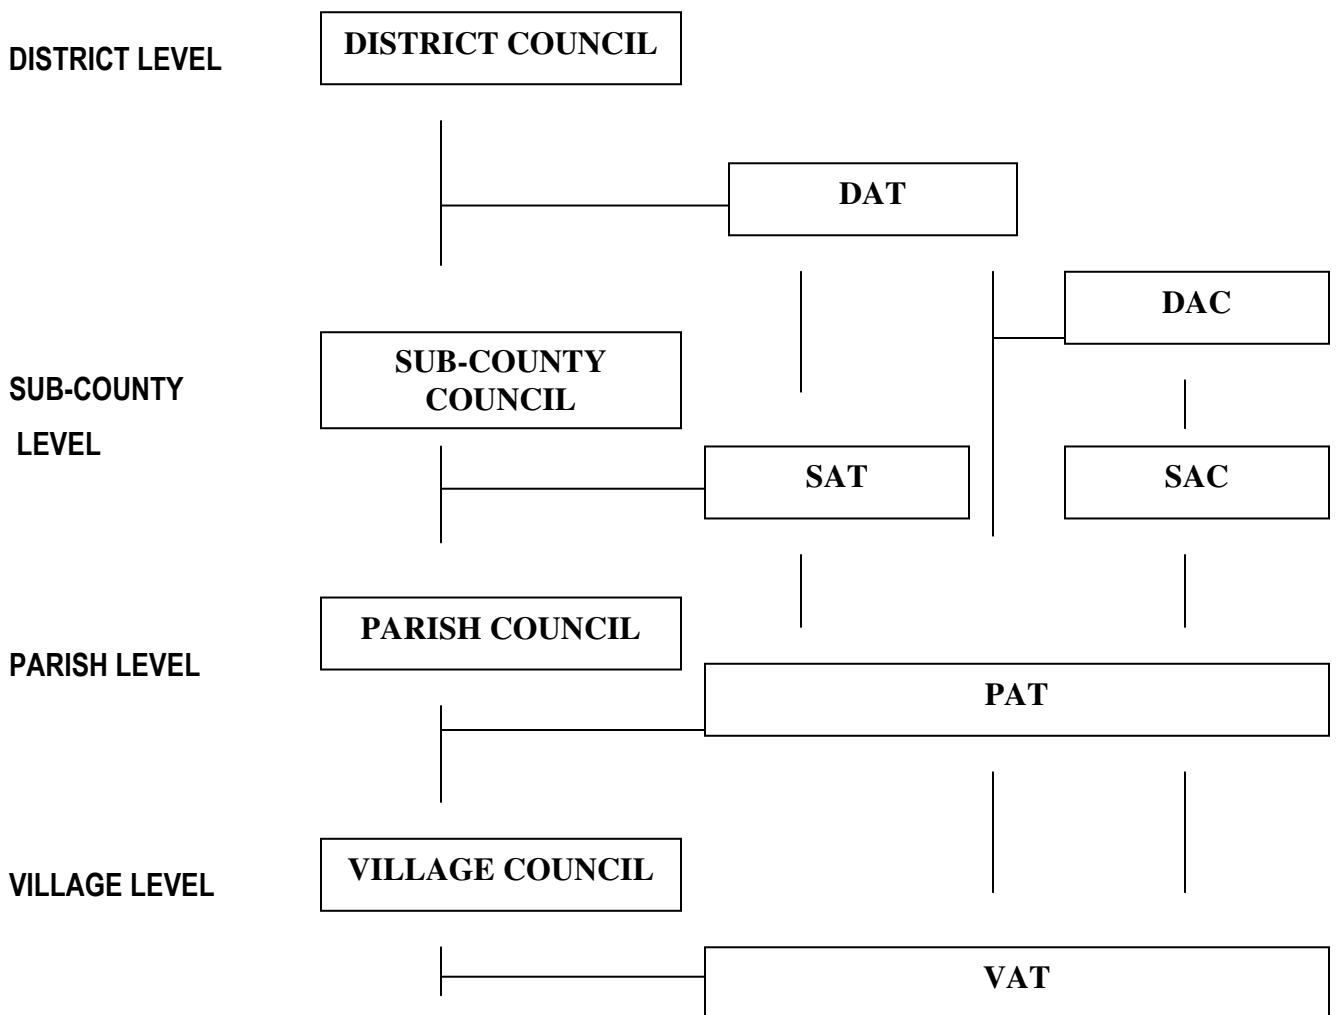 DISTRICT LEVEL
DISTRICT COUNCIL
DAT
DAC
SUB-COUNTY
LEVEL
SUB-COUNTY
COUNCIL
SAT
SAC
PARISH LEVEL
PARISH COUNCIL
PAT
VILLAGE LEVEL
VILLAGE COUNCIL
VAT